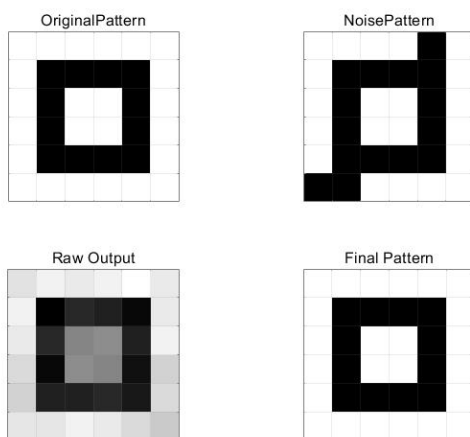 OriginalPattern
NoisePattern
Raw Output
Final Pattern